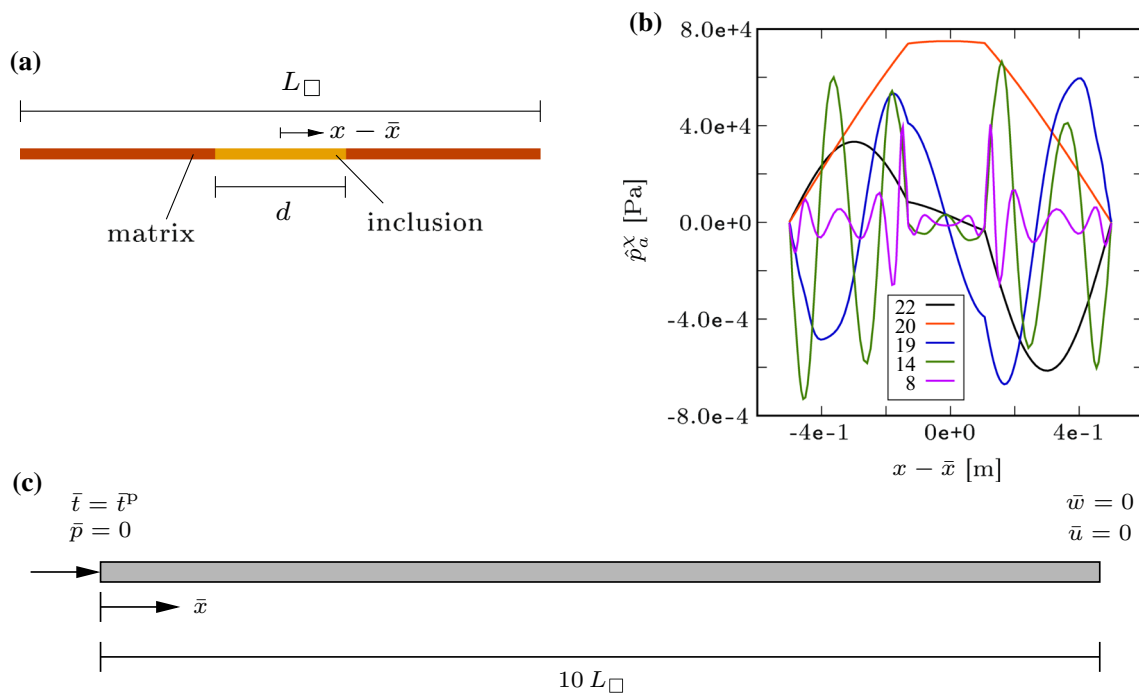 (a)
L□
x − x̄
d
matrix
inclusion
(b)
8.0e+4
4.0e+4
0.0e+0
-4.0e-4
-8.0e-4
p̂ₐᵡ [Pa]
22
20
19
14
8
-4e-1
0e+0
4e-1
x − x̄ [m]
(c)
t̄ = t̄ᵖ
p̄ = 0
w̄ = 0
ū = 0
x̄
10 L□